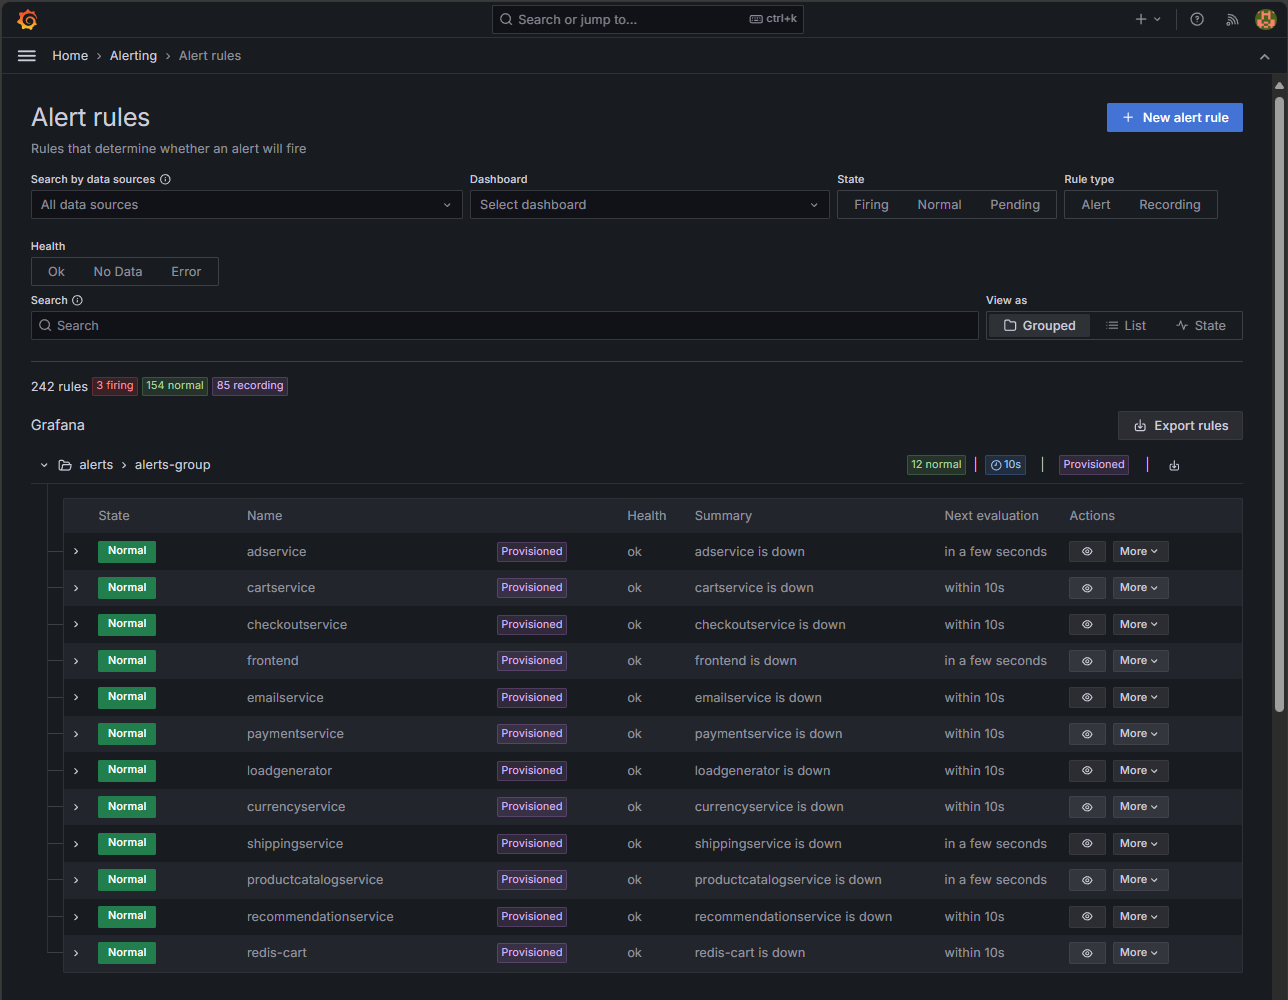 Search or jump to... ctrl+k
Home › Alerting › Alert rules
Alert rules
+ New alert rule
Rules that determine whether an alert will fire
Search by data sources Dashboard State Rule type
All data sources Select dashboard Firing Normal Pending Alert Recording
Health
Ok No Data Error
Search View as
Search Grouped List State
242 rules 3 firing 154 normal 85 recording
Grafana Export rules
alerts › alerts-group 12 normal | 10s | Provisioned |
State Name Health Summary Next evaluation Actions
Normal adservice Provisioned ok adservice is down in a few seconds More
Normal cartservice Provisioned ok cartservice is down within 10s More
Normal checkoutservice Provisioned ok checkoutservice is down within 10s More
Normal frontend Provisioned ok frontend is down in a few seconds More
Normal emailservice Provisioned ok emailservice is down within 10s More
Normal paymentservice Provisioned ok paymentservice is down within 10s More
Normal loadgenerator Provisioned ok loadgenerator is down within 10s More
Normal currencyservice Provisioned ok currencyservice is down within 10s More
Normal shippingservice Provisioned ok shippingservice is down in a few seconds More
Normal productcatalogservice Provisioned ok productcatalogservice is down in a few seconds More
Normal recommendationservice Provisioned ok recommendationservice is down within 10s More
Normal redis-cart Provisioned ok redis-cart is down within 10s More